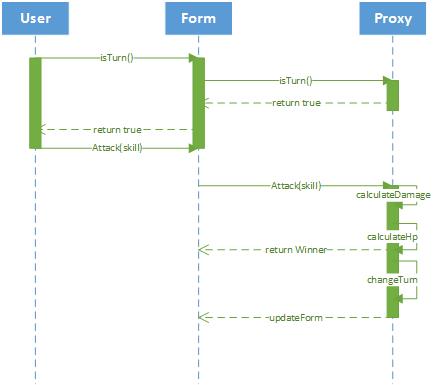 User Form Proxy
isTurn()
isTurn()
return true
return true
Attack(skill)
Attack(skill)
calculateDamage
calculateHp
return Winner
changeTurn
updateForm